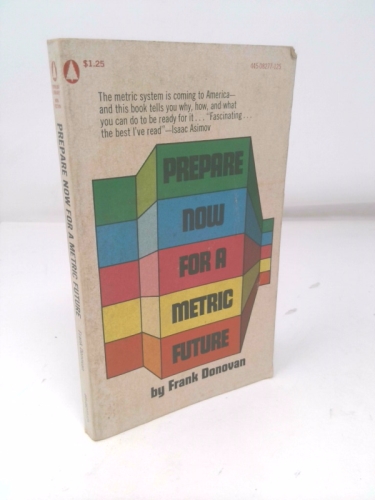 $1.25
The metric system is coming to America—
and this book tells you why, how, and what
you can do to be ready for it . . . "Fascinating . . .
the best I've read"—Isaac Asimov
PREPARE
NOW
FOR A
METRIC
FUTURE
by Frank Donovan
PREPARE NOW FOR A METRIC FUTURE
Frank Donovan